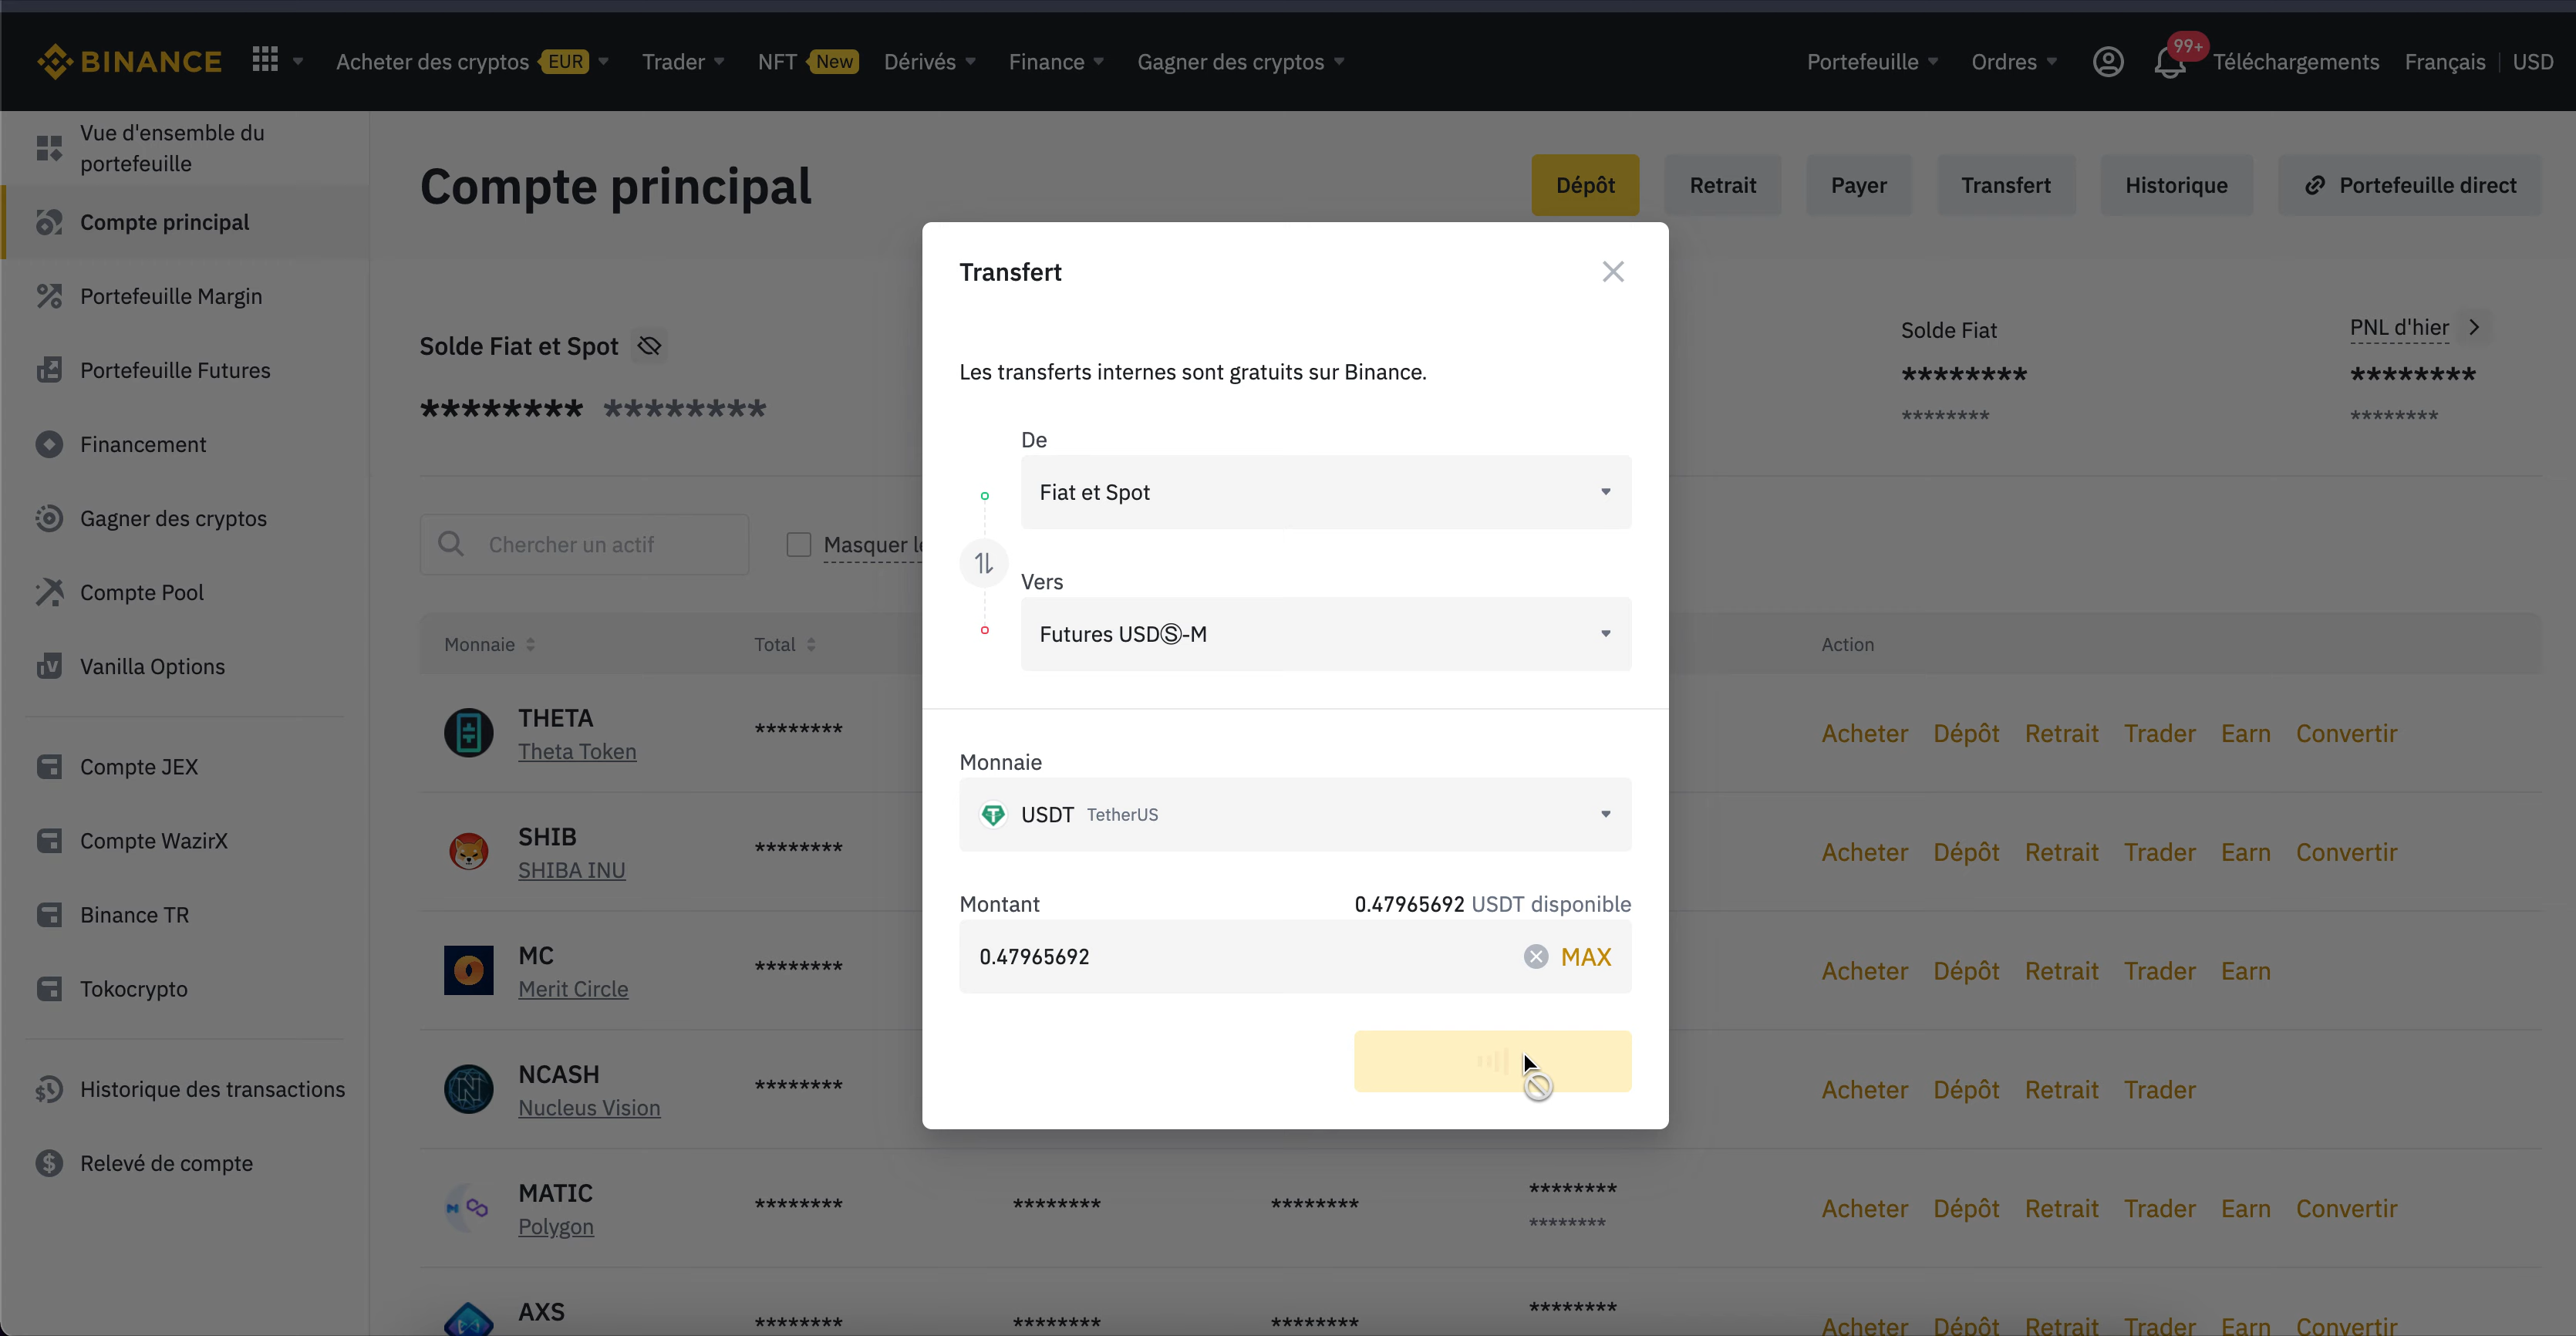 BINANCE
Acheter des cryptos EUR Trader NFT New Dérivés Finance Gagner des cryptos Portefeuille Ordres 99+ Téléchargements Français USD
Vue d'ensemble du
portefeuille
Compte principal
Portefeuille Margin
Portefeuille Futures
Financement
Gagner des cryptos
Compte Pool
Vanilla Options
Compte JEX
Compte WazirX
Binance TR
Tokocrypto
Historique des transactions
Relevé de compte
Compte principal
Dépôt Retrait Payer Transfert Historique Portefeuille direct
Solde Fiat et Spot
******** ********
Solde Fiat
********
********
PNL d'hier
********
********
Chercher un actif
Masquer
Monnaie Total Action
THETA
Theta Token
********
Acheter Dépôt Retrait Trader Earn Convertir
SHIB
SHIBA INU
********
Acheter Dépôt Retrait Trader Earn Convertir
MC
Merit Circle
********
Acheter Dépôt Retrait Trader Earn
NCASH
Nucleus Vision
********
Acheter Dépôt Retrait Trader
MATIC
Polygon
******** ******** ******** ********
********
Acheter Dépôt Retrait Trader Earn Convertir
AXS
******** ******** ******** ********
Acheter Dépôt Retrait Trader Earn Convertir
Transfert
Les transferts internes sont gratuits sur Binance.
De
Fiat et Spot
Vers
Futures USDⓈ-M
Monnaie
USDT TetherUS
Montant 0.47965692 USDT disponible
0.47965692 MAX